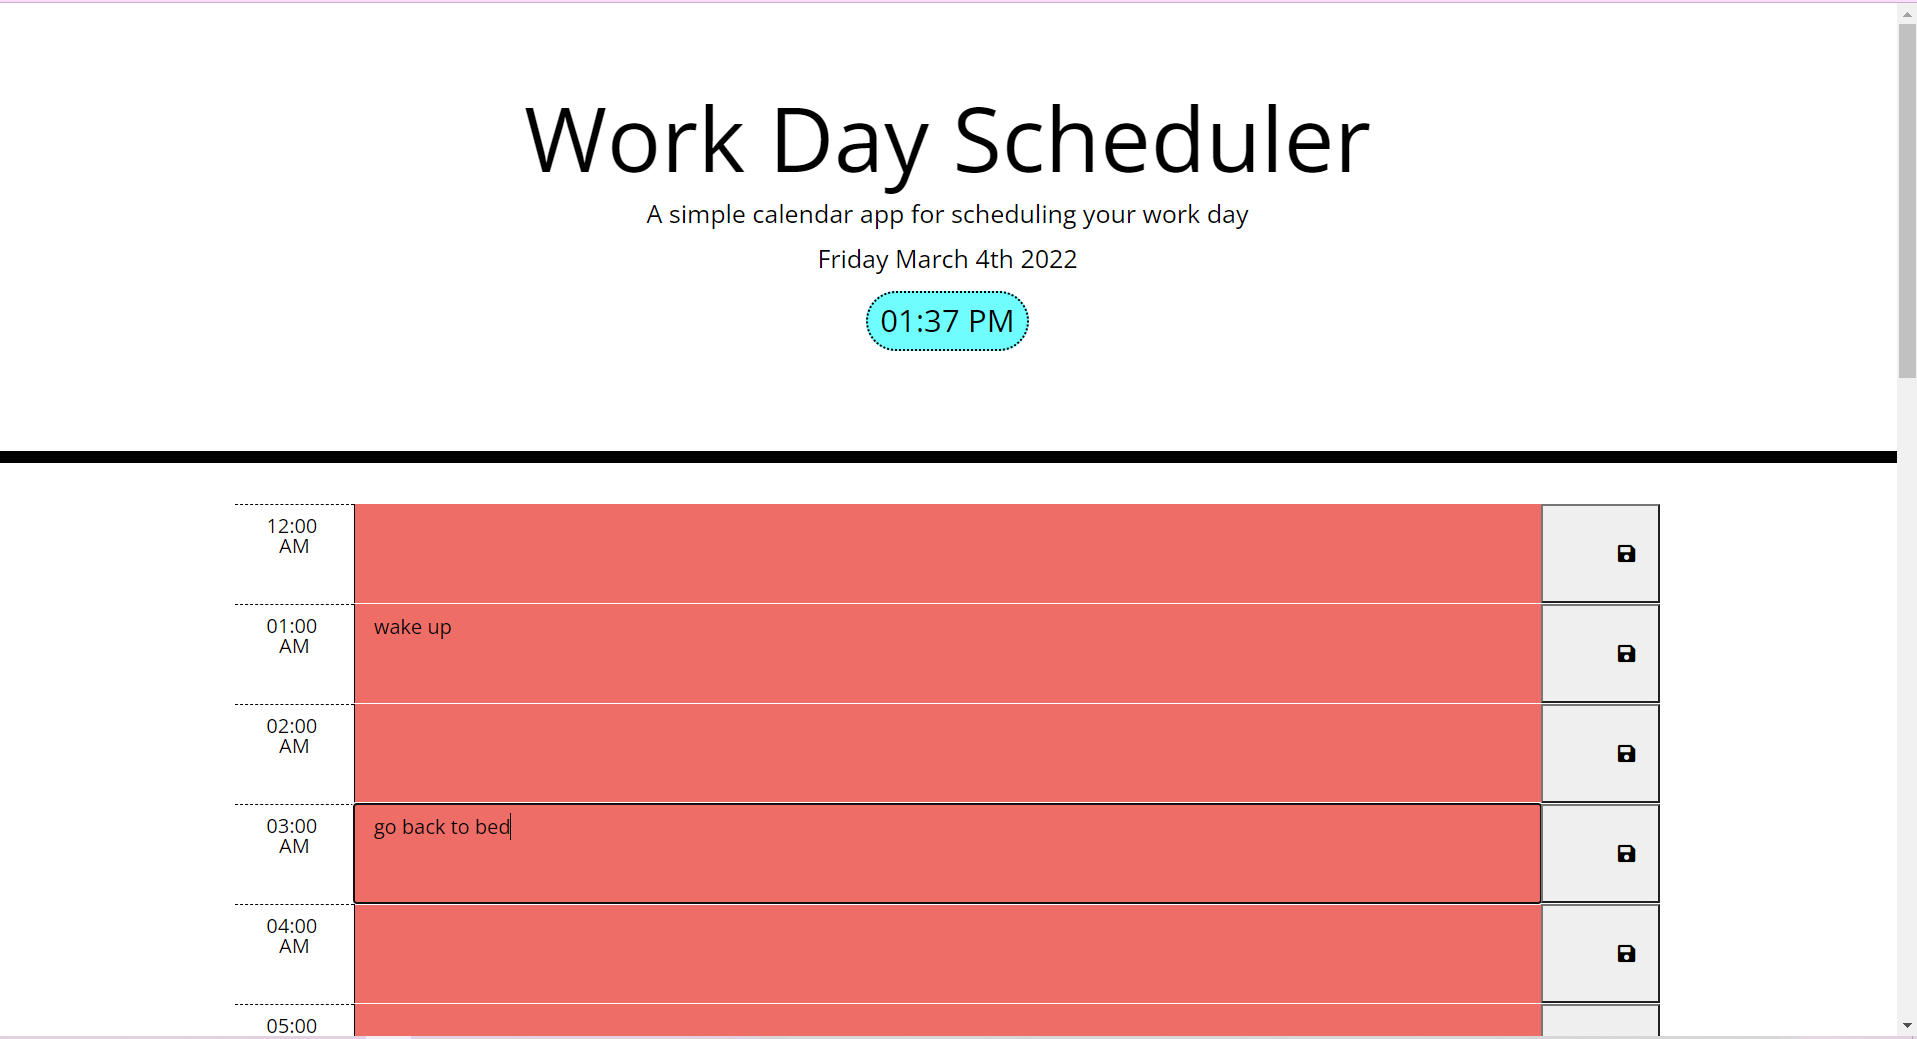 Work Day Scheduler
A simple calendar app for scheduling your work day
Friday March 4th 2022
01:37 PM
12:00
AM
01:00
AM
wake up
02:00
AM
03:00
AM
go back to bed
04:00
AM
05:00